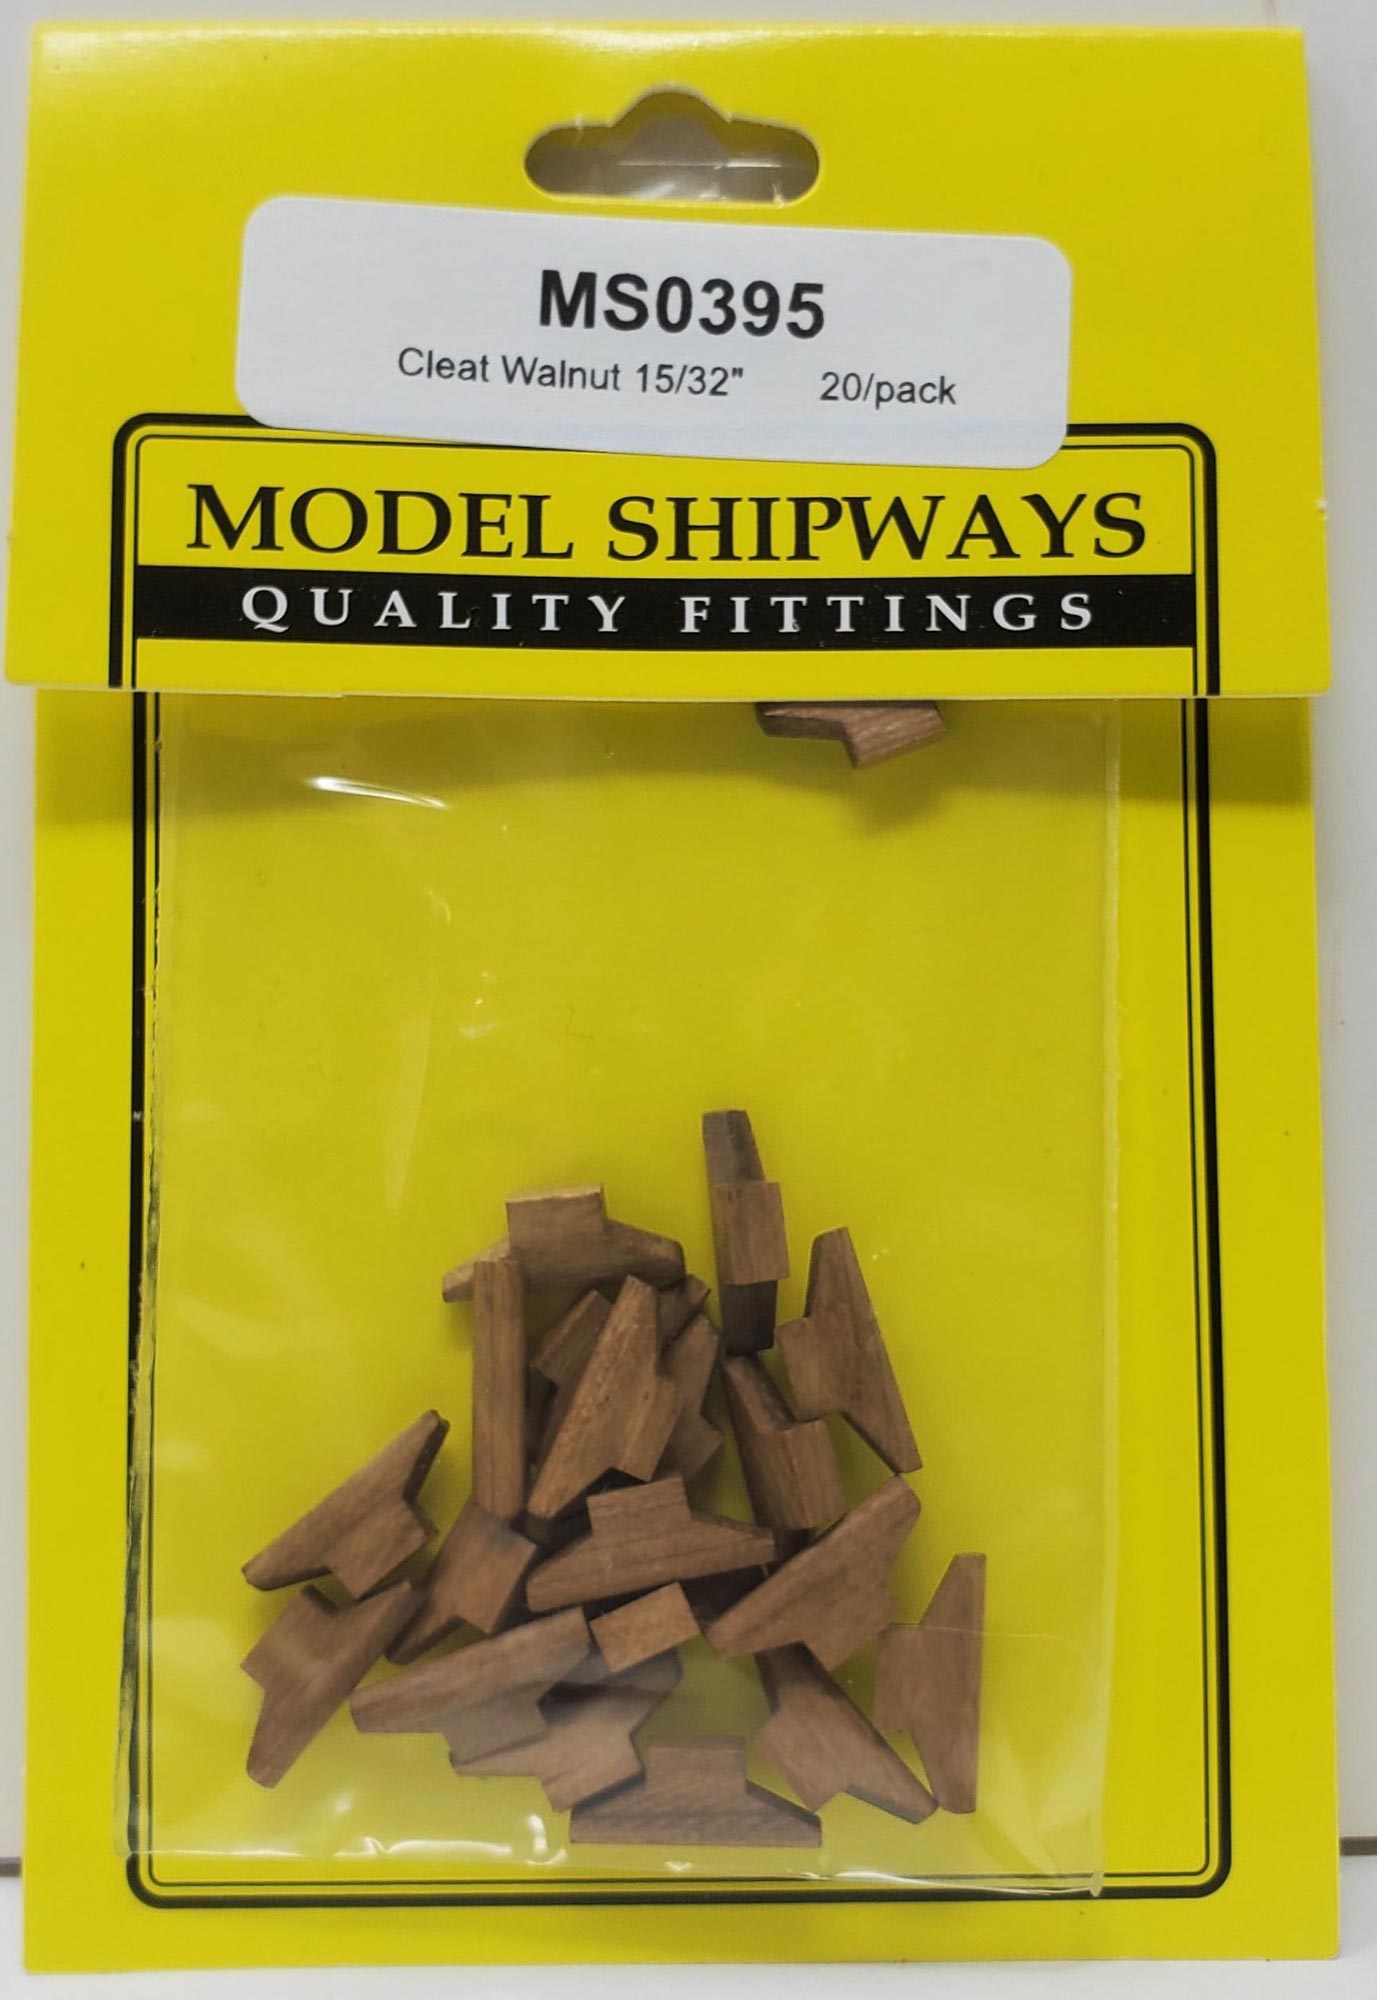 MS0395
Cleat Walnut 15/32" 20/pack
MODEL SHIPWAYS
QUALITY FITTINGS